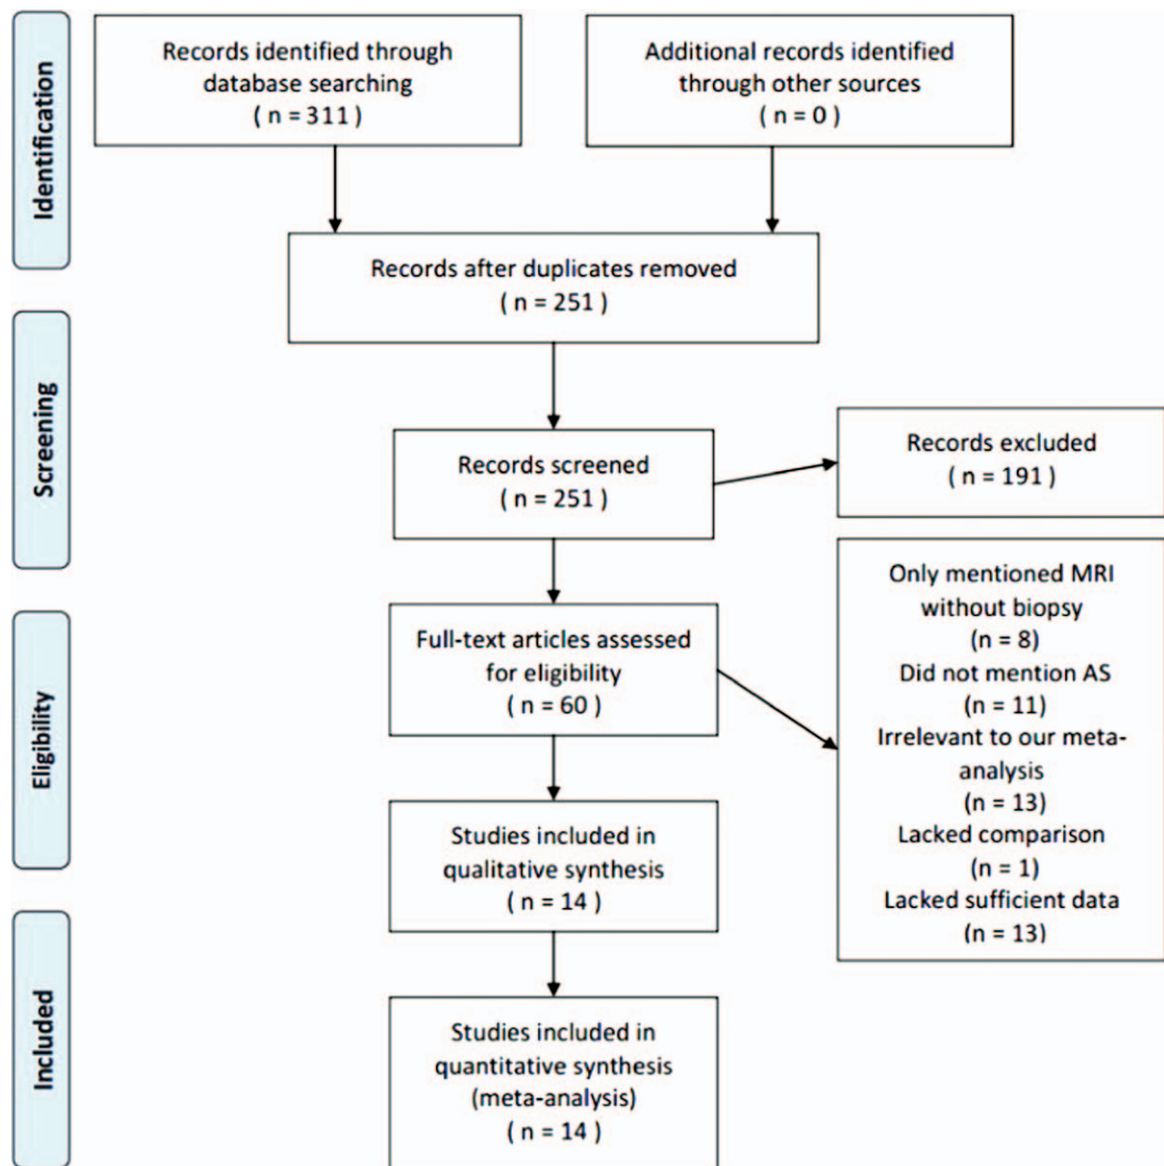 Identification
Records identified through
database searching
( n = 311)
Additional records identified
through other sources
( n = 0)
Records after duplicates removed
( n = 251 )
Screening
Records screened
( n = 251 )
Records excluded
( n = 191)
Eligibility
Full-text articles assessed
for eligibility
( n = 60 )
Only mentioned MRI
without biopsy
(n = 8)
Did not mention AS
(n = 11)
Irrelevant to our meta-
analysis
(n = 13)
Lacked comparison
(n = 1)
Lacked sufficient data
(n = 13)
Studies included in
qualitative synthesis
( n = 14 )
Included
Studies included in
quantitative synthesis
(meta-analysis)
( n = 14 )